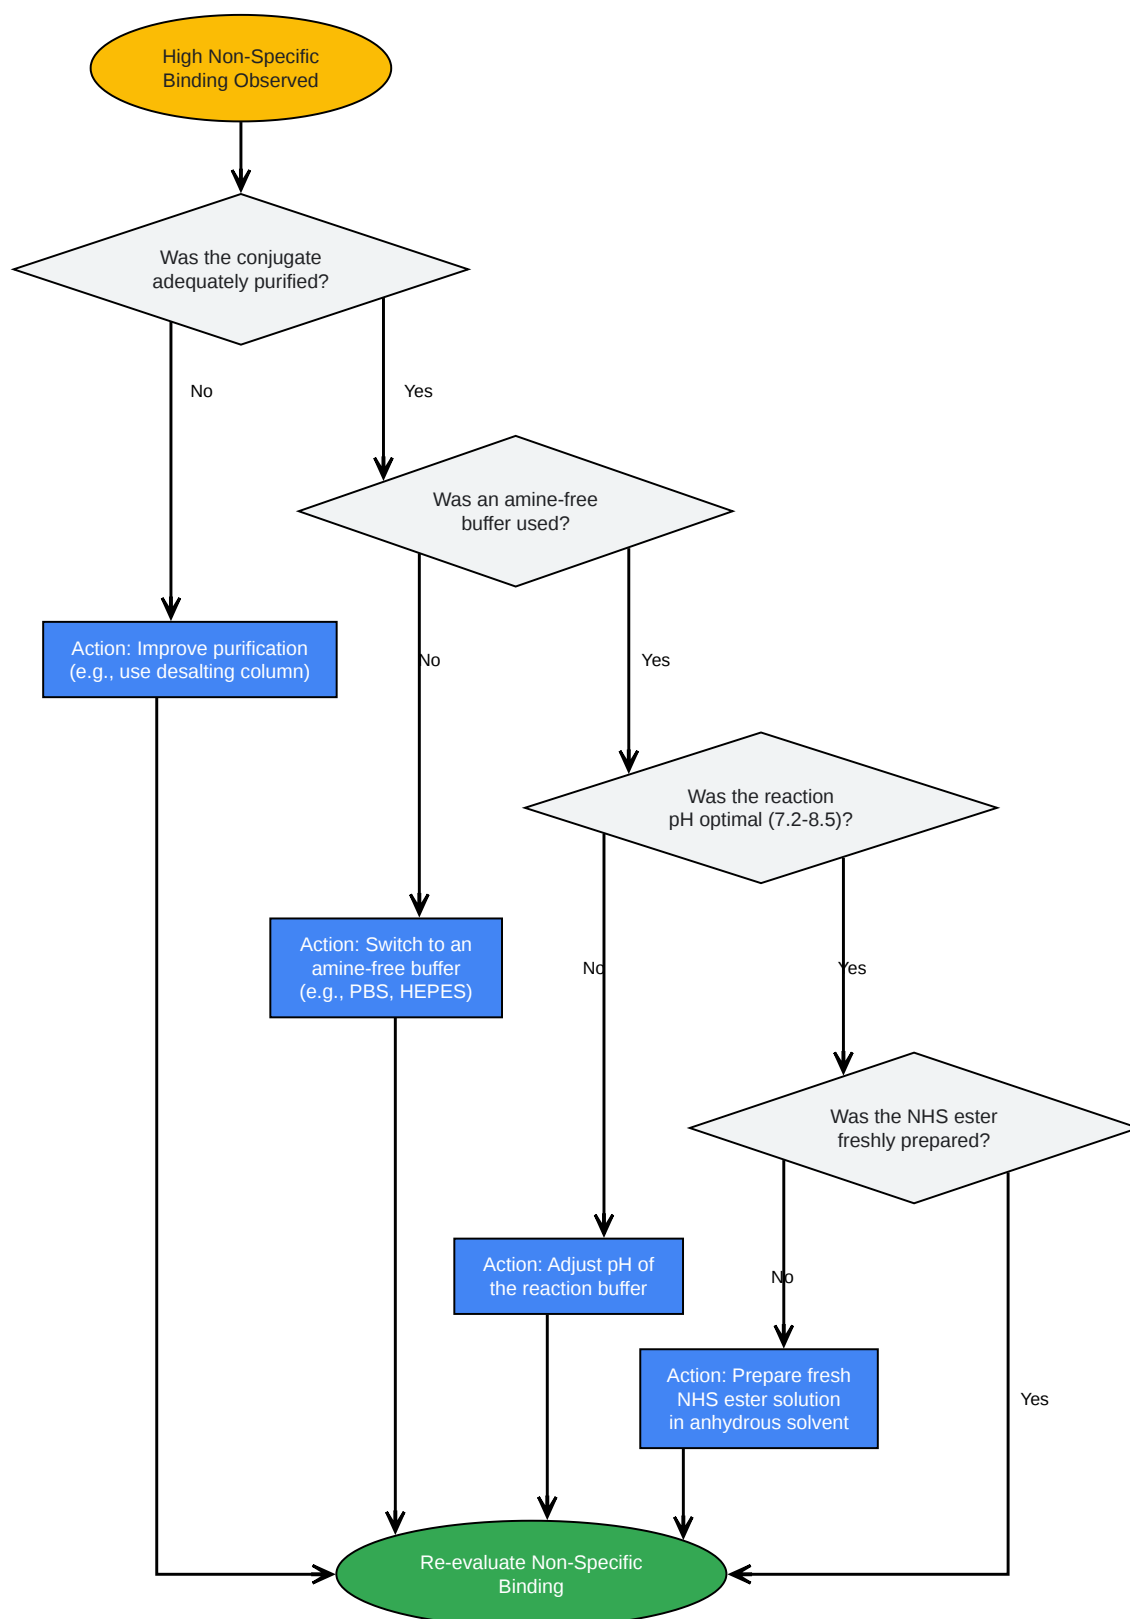 High Non-Specific
Binding Observed
Was the conjugate
adequately purified?
No
Yes
Was an amine-free
buffer used?
Action: Improve purification
(e.g., use desalting column)
No
Yes
Was the reaction
pH optimal (7.2-8.5)?
Action: Switch to an
amine-free buffer
(e.g., PBS, HEPES)
No
Yes
Was the NHS ester
freshly prepared?
Action: Adjust pH of
the reaction buffer
No
Action: Prepare fresh
NHS ester solution
in anhydrous solvent
Yes
Re-evaluate Non-Specific
Binding